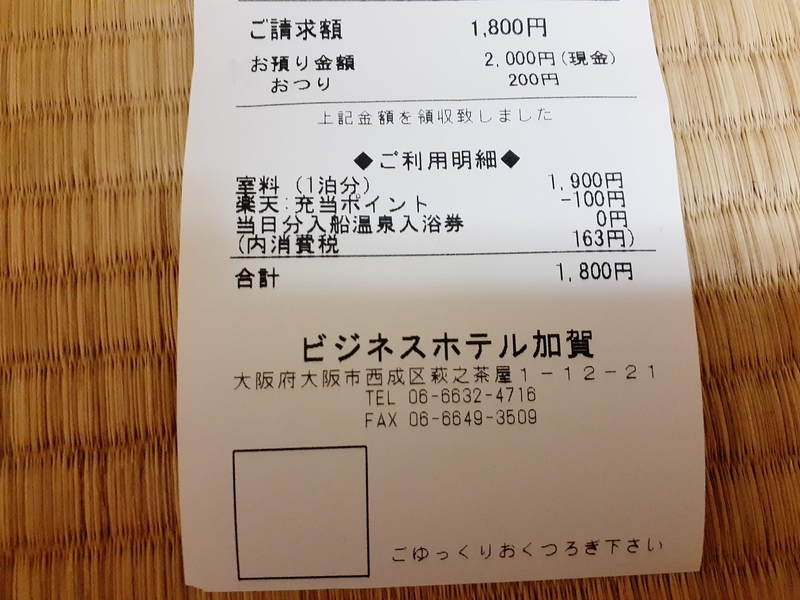 ご請求額 1,800円
お預り金額 2,000円(現金)
おつり 200円
上記金額を領収致しました
◆ご利用明細◆
室料 (1泊分) 1,900円
楽天:充当ポイント -100円
当日分入船温泉入浴券 0円
(内消費税 163円)
合計 1,800円
ビジネスホテル加賀
大阪府大阪市西成区萩之茶屋1-12-21
TEL 06-6632-4716
FAX 06-6649-3509
ごゆっくりおくつろぎ下さい